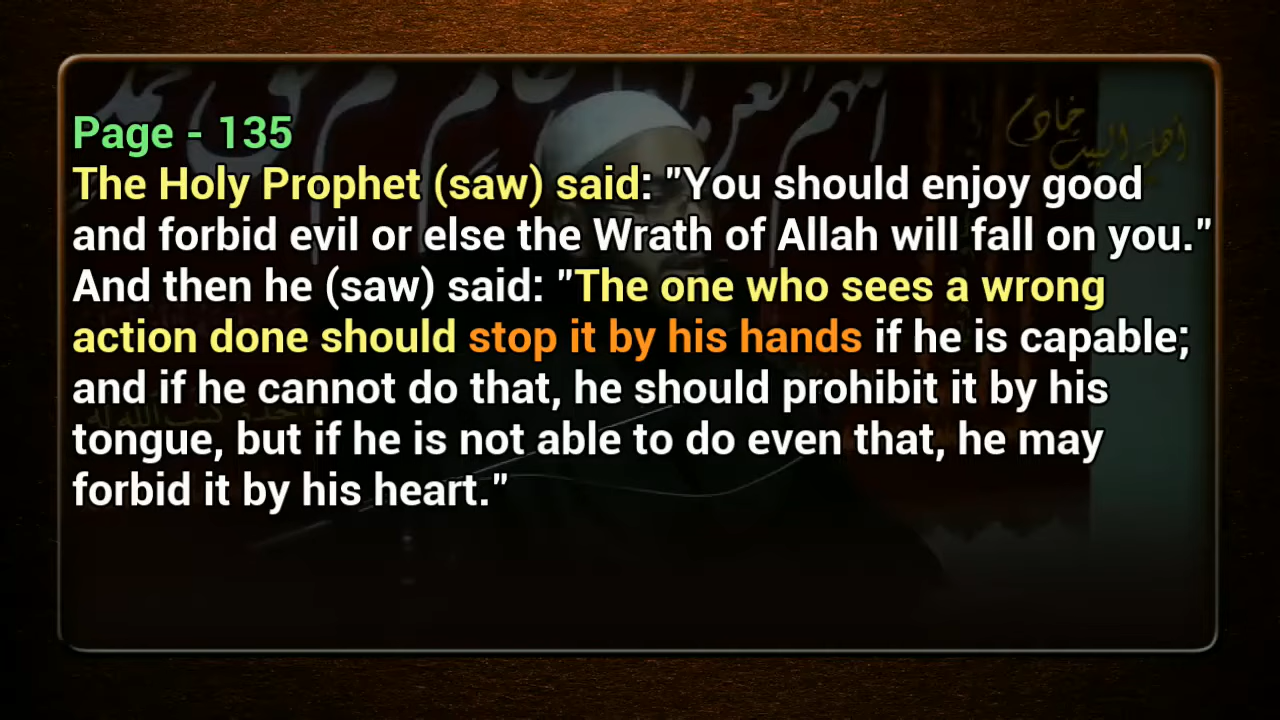 Page - 135
The Holy Prophet (saw) said: "You should enjoy good
and forbid evil or else the Wrath of Allah will fall on you."
And then he (saw) said: "The one who sees a wrong
action done should stop it by his hands if he is capable;
and if he cannot do that, he should prohibit it by his
tongue, but if he is not able to do even that, he may
forbid it by his heart."
خادم
أهل البيت